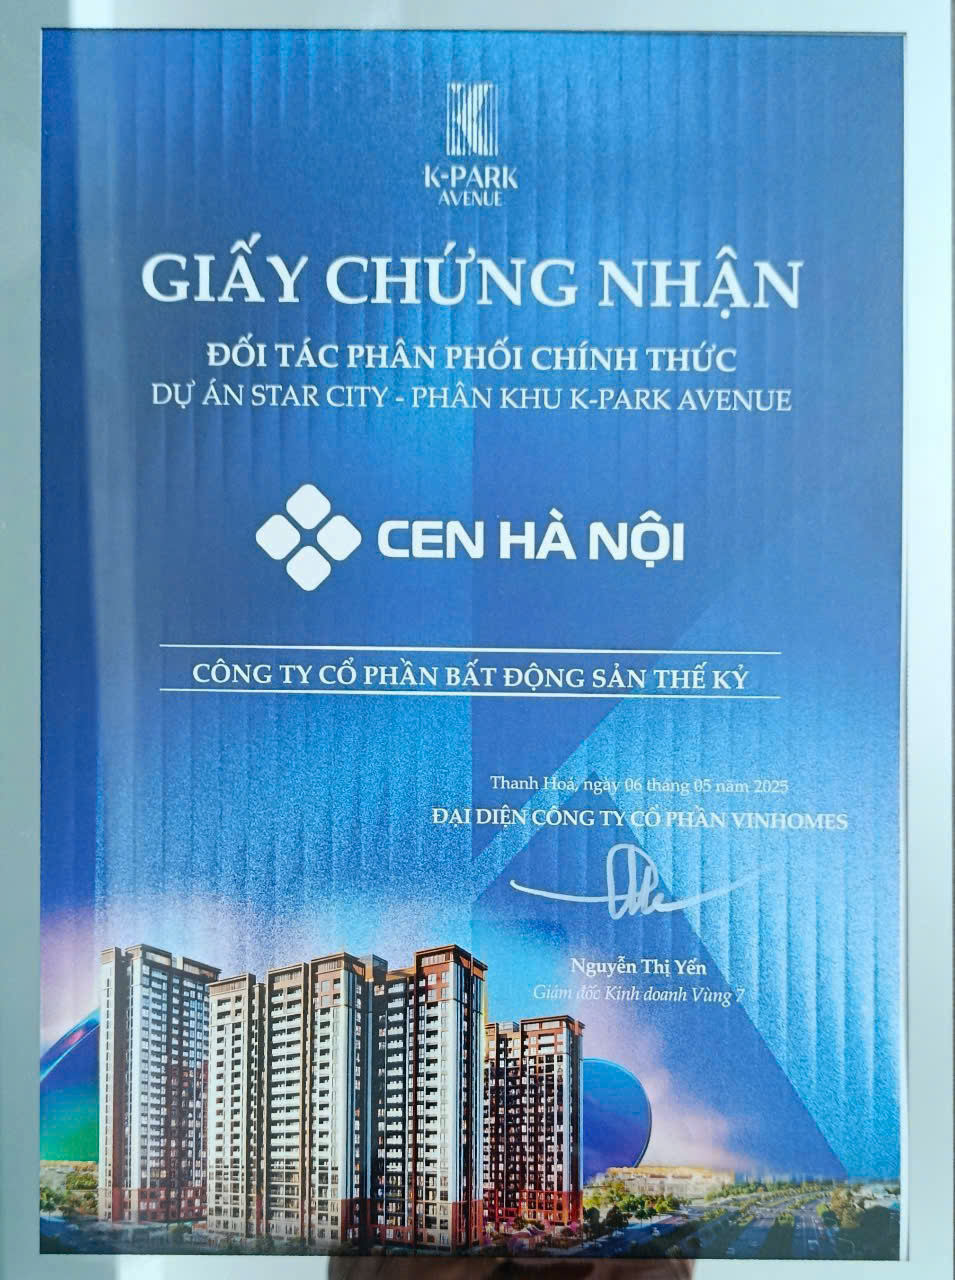 K-PARK
AVENUE
GIẤY CHỨNG NHẬN
ĐỐI TÁC PHÂN PHỐI CHÍNH THỨC
DỰ ÁN STAR CITY - PHÂN KHU K-PARK AVENUE
CEN HÀ NỘI
CÔNG TY CỔ PHẦN BẤT ĐỘNG SẢN THẾ KỶ
Thanh Hoá, ngày 06 tháng 05 năm 2025
ĐẠI DIỆN CÔNG TY CỔ PHẦN VINHOMES
Nguyễn Thị Yến
Giám đốc Kinh doanh Vùng 7